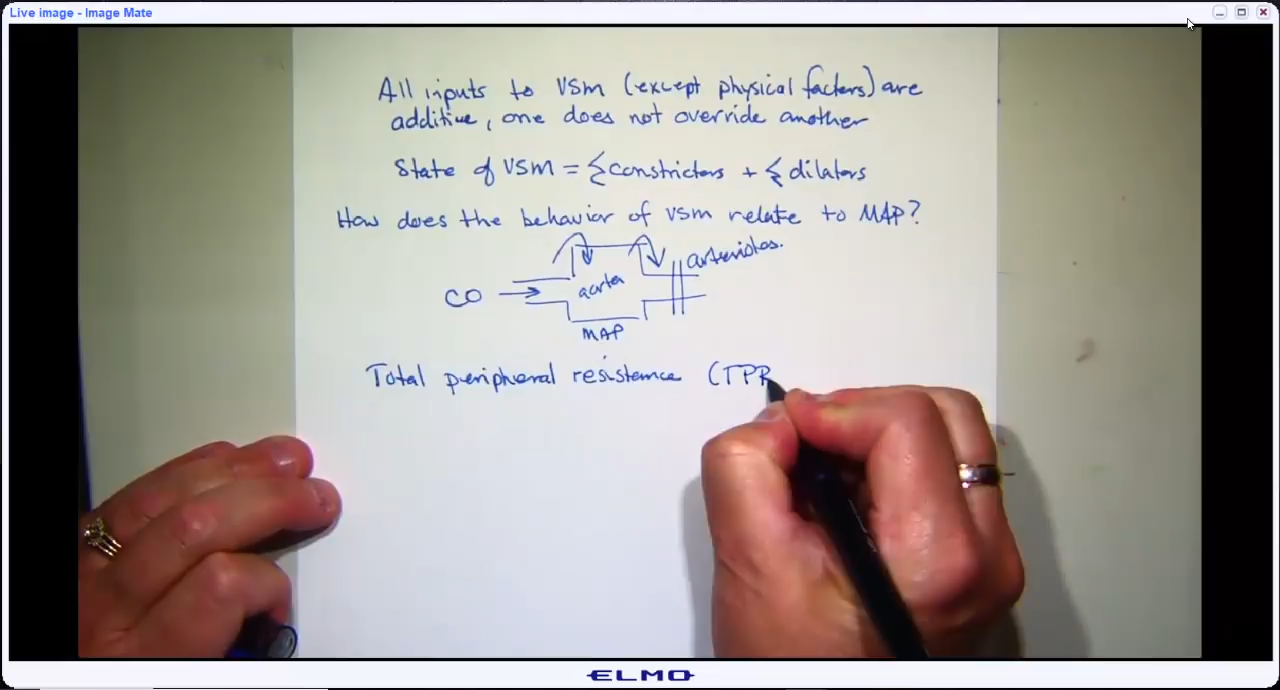 Live image - Image Mate
All inputs to VSM (except physical factors) are
additive, one does not override another
State of VSM = Σconstrictors + Σdilators
How does the behavior of VSM relate to MAP?
arterioles.
CO → aorta
MAP
Total peripheral resistance (TPR
ELMO